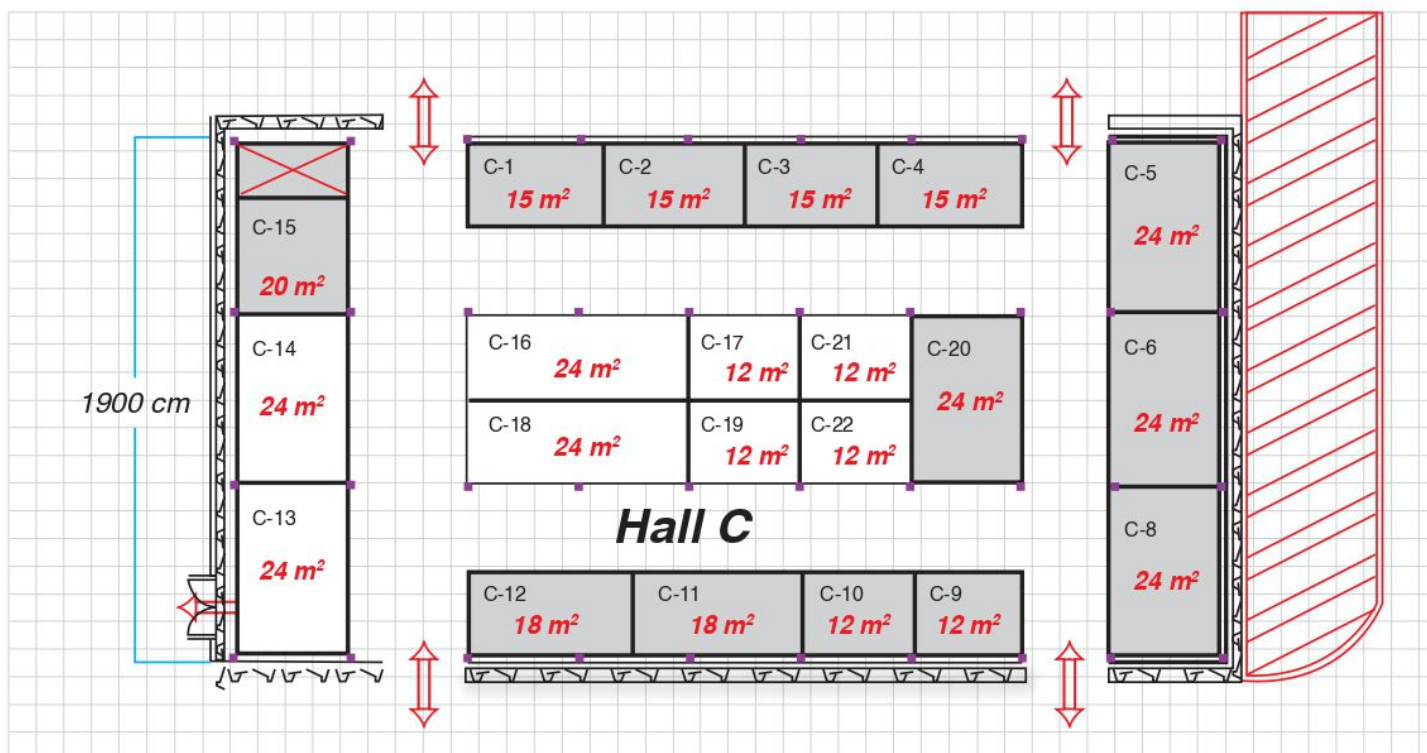 C-1
15 m²
C-2
15 m²
C-3
15 m²
C-4
15 m²
C-5
24 m²
C-15
20 m²
C-14
24 m²
1900 cm
C-13
24 m²
C-16
24 m²
C-17
12 m²
C-21
12 m²
C-20
24 m²
C-18
24 m²
C-19
12 m²
C-22
12 m²
C-6
24 m²
Hall C
C-8
24 m²
C-12
18 m²
C-11
18 m²
C-10
12 m²
C-9
12 m²